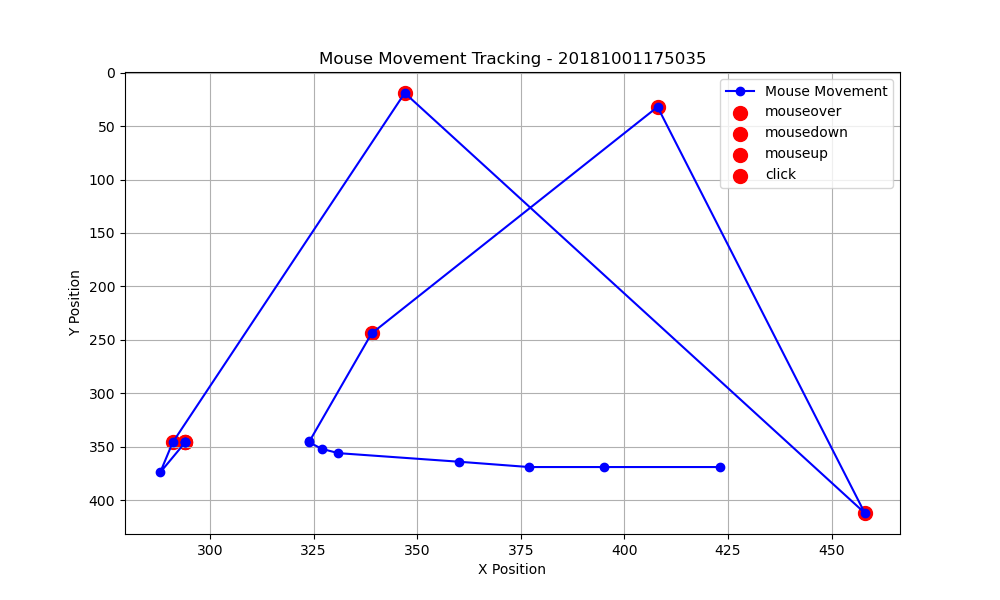 Mouse Movement Tracking - 20181001175035
Mouse Movement
mouseover
mousedown
mouseup
click
Y Position
0
50
100
150
200
250
300
350
400
300
325
350
375
400
425
450
X Position